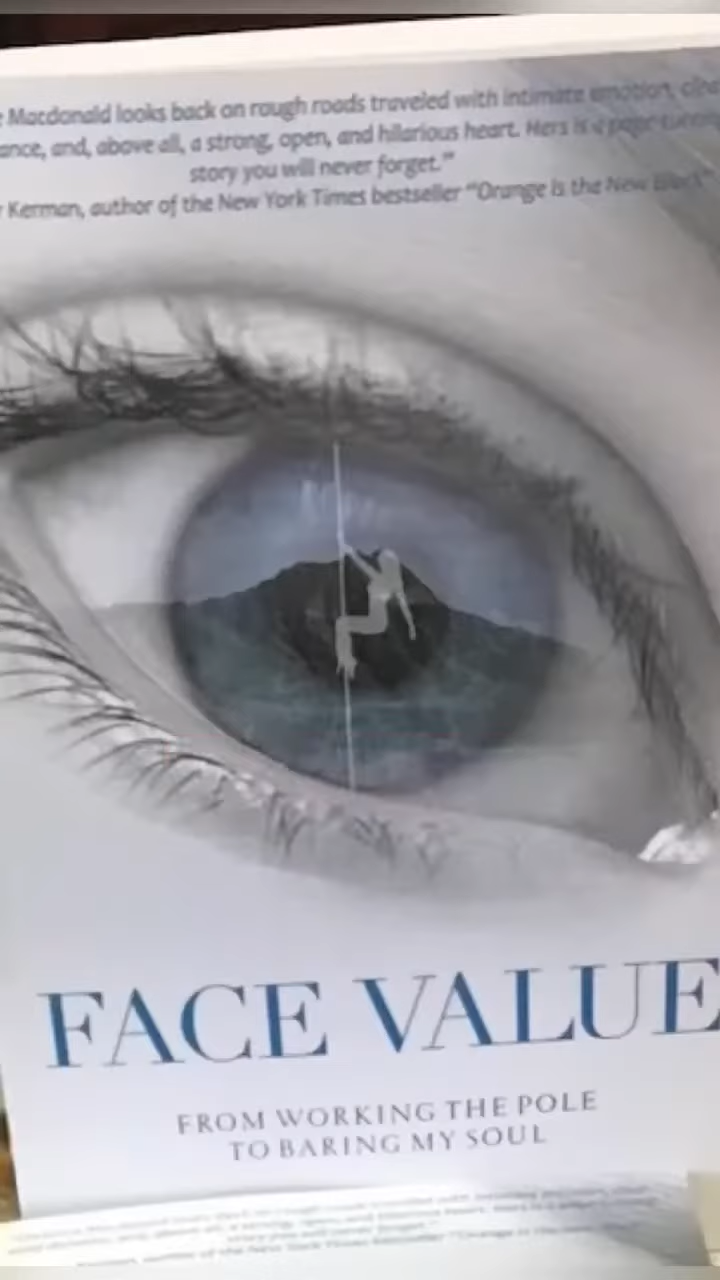 Macdonald looks back on rough roads traveled with intimate emotion,
ance, and, above all, a strong, open, and hilarious heart. Hers is a page-turning
story you will never forget."
Kerman, author of the New York Times bestseller "Orange is the New Black"
FACE VALUE
FROM WORKING THE POLE
TO BARING MY SOUL